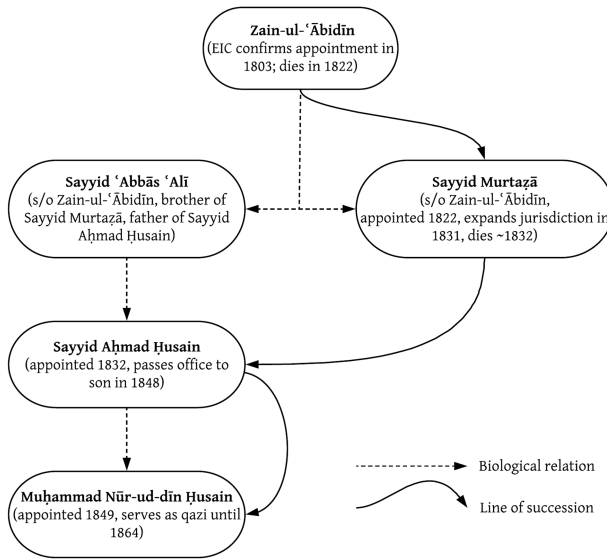 Zain-ul-ʿĀbidīn
(EIC confirms appointment in
1803; dies in 1822)
Sayyid ʿAbbās ʿAlī
(s/o Zain-ul-ʿĀbidīn, brother of
Sayyid Murtaẓā, father of Sayyid
Aḥmad Ḥusain)
Sayyid Murtaẓā
(s/o Zain-ul-ʿĀbidīn,
appointed 1822, expands jurisdiction in
1831, dies ~1832)
Sayyid Aḥmad Ḥusain
(appointed 1832, passes office to
son in 1848)
Muḥammad Nūr-ud-dīn Ḥusain
(appointed 1849, serves as qazi until
1864)
Biological relation
Line of succession